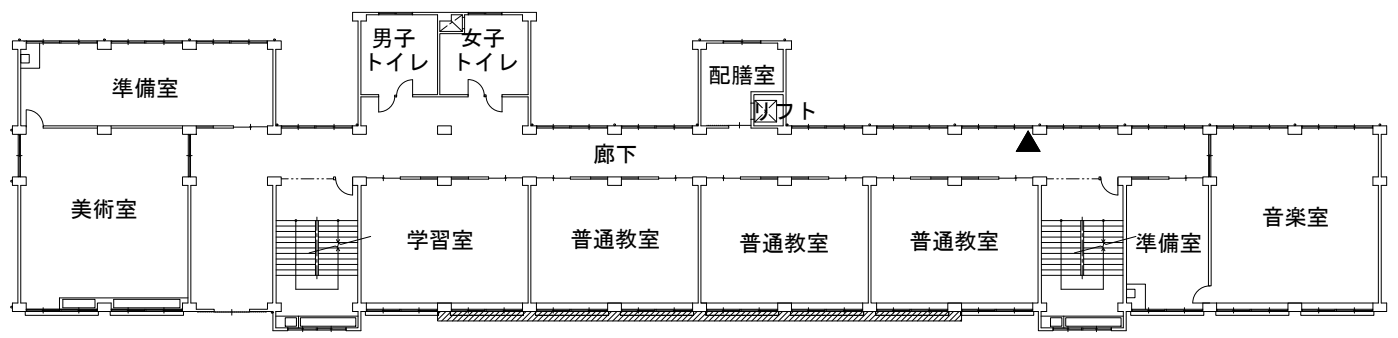 男子
トイレ
女子
トイレ
準備室
配膳室
リフト
廊下
美術室
学習室
普通教室
普通教室
普通教室
準備室
音楽室